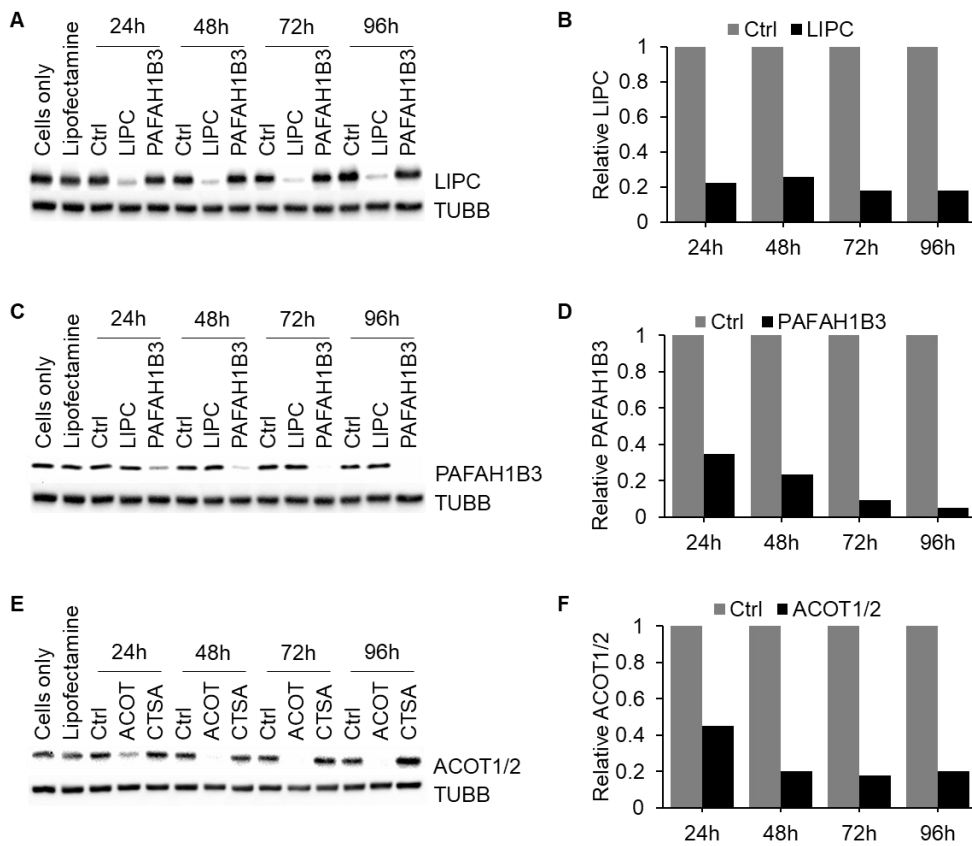 A
24h 48h 72h 96h
Cells only
Lipofectamine
Ctrl
LIPC
PAFAH1B3
Ctrl
LIPC
PAFAH1B3
Ctrl
LIPC
PAFAH1B3
Ctrl
LIPC
PAFAH1B3
LIPC
TUBB
B
Ctrl LIPC
Relative LIPC
1
0.8
0.6
0.4
0.2
0
24h 48h 72h 96h
C
24h 48h 72h 96h
Cells only
Lipofectamine
Ctrl
LIPC
PAFAH1B3
Ctrl
LIPC
PAFAH1B3
Ctrl
LIPC
PAFAH1B3
Ctrl
LIPC
PAFAH1B3
PAFAH1B3
TUBB
D
Ctrl PAFAH1B3
Relative PAFAH1B3
1
0.8
0.6
0.4
0.2
0
24h 48h 72h 96h
E
24h 48h 72h 96h
Cells only
Lipofectamine
Ctrl
ACOT
CTSA
Ctrl
ACOT
CTSA
Ctrl
ACOT
CTSA
Ctrl
ACOT
CTSA
ACOT1/2
TUBB
F
Ctrl ACOT1/2
Relative ACOT1/2
1
0.8
0.6
0.4
0.2
0
24h 48h 72h 96h